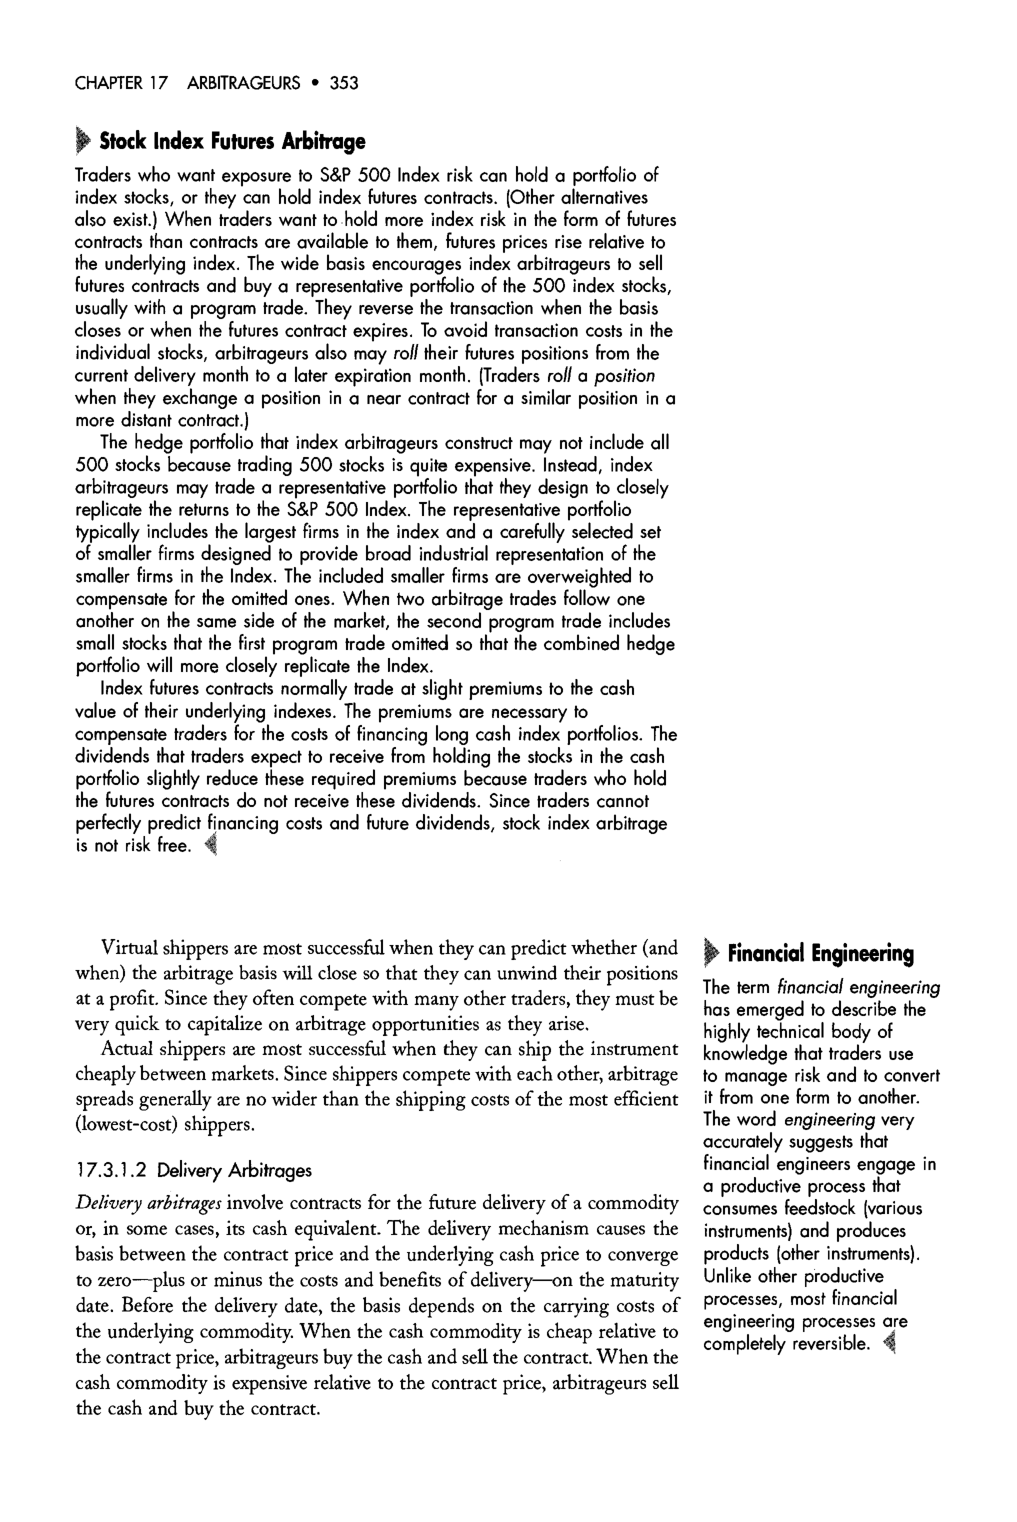 CHAPTER 17 ARBITRAGEURS • 353
Stock Index Futures Arbitrage
Traders who want exposure to S&P 500 Index risk can hold a portfolio of
index stocks, or they can hold index futures contracts. (Other alternatives
also exist.) When traders want to hold more index risk in the form of futures
contracts than contracts are available to them, futures prices rise relative to
the underlying index. The wide basis encourages index arbitrageurs to sell
futures contracts and buy a representative portfolio of the 500 index stocks,
usually with a program trade. They reverse the transaction when the basis
closes or when the futures contract expires. To avoid transaction costs in the
individual stocks, arbitrageurs also may roll their futures positions from the
current delivery month to a later expiration month. (Traders roll a position
when they exchange a position in a near contract for a similar position in a
more distant contract.)
The hedge portfolio that index arbitrageurs construct may not include all
500 stocks because trading 500 stocks is quite expensive. Instead, index
arbitrageurs may trade a representative portfolio that they design to closely
replicate the returns to the S&P 500 Index. The representative portfolio
typically includes the largest firms in the index and a carefully selected set
of smaller firms designed to provide broad industrial representation of the
smaller firms in the Index. The included smaller firms are overweighted to
compensate for the omitted ones. When two arbitrage trades follow one
another on the same side of the market, the second program trade includes
small stocks that the first program trade omitted so that the combined hedge
portfolio will more closely replicate the Index.
Index futures contracts normally trade at slight premiums to the cash
value of their underlying indexes. The premiums are necessary to
compensate traders for the costs of financing long cash index portfolios. The
dividends that traders expect to receive from holding the stocks in the cash
portfolio slightly reduce these required premiums because traders who hold
the futures contracts do not receive these dividends. Since traders cannot
perfectly predict financing costs and future dividends, stock index arbitrage
is not risk free.
Virtual shippers are most successful when they can predict whether (and
when) the arbitrage basis will close so that they can unwind their positions
at a profit. Since they often compete with many other traders, they must be
very quick to capitalize on arbitrage opportunities as they arise.
Actual shippers are most successful when they can ship the instrument
cheaply between markets. Since shippers compete with each other, arbitrage
spreads generally are no wider than the shipping costs of the most efficient
(lowest-cost) shippers.
17.3.1.2 Delivery Arbitrages
Delivery arbitrages involve contracts for the future delivery of a commodity
or, in some cases, its cash equivalent. The delivery mechanism causes the
basis between the contract price and the underlying cash price to converge
to zero—plus or minus the costs and benefits of delivery—on the maturity
date. Before the delivery date, the basis depends on the carrying costs of
the underlying commodity. When the cash commodity is cheap relative to
the contract price, arbitrageurs buy the cash and sell the contract. When the
cash commodity is expensive relative to the contract price, arbitrageurs sell
the cash and buy the contract.
Financial Engineering
The term financial engineering
has emerged to describe the
highly technical body of
knowledge that traders use
to manage risk and to convert
it from one form to another.
The word engineering very
accurately suggests that
financial engineers engage in
a productive process that
consumes feedstock (various
instruments) and produces
products (other instruments).
Unlike other productive
processes, most financial
engineering processes are
completely reversible.